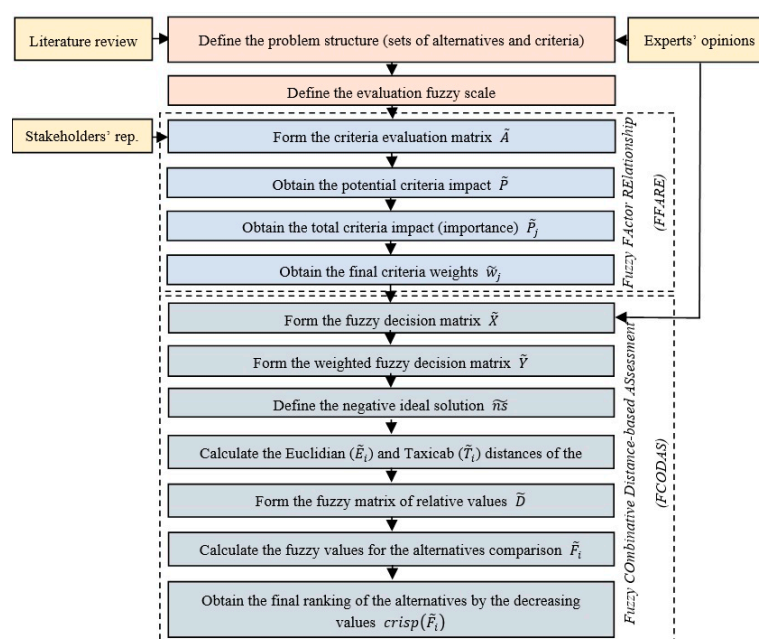 Literature review
Define the problem structure (sets of alternatives and criteria)
Experts' opinions
Define the evaluation fuzzy scale
Stakeholders' rep.
Form the criteria evaluation matrix Ã
Obtain the potential criteria impact P̃
Obtain the total criteria impact (importance) P̃ⱼ
Obtain the final criteria weights w̃ⱼ
Fuzzy FActor RElationship
(FFARE)
Form the fuzzy decision matrix X̃
Form the weighted fuzzy decision matrix Ỹ
Define the negative ideal solution ñs̃
Calculate the Euclidian (Ẽᵢ) and Taxicab (T̃ᵢ) distances of the
Form the fuzzy matrix of relative values D̃
Calculate the fuzzy values for the alternatives comparison F̃ᵢ
Obtain the final ranking of the alternatives by the decreasing
values crisp(F̃ᵢ)
Fuzzy COmbinative Distance-based ASsessment
(FCODAS)